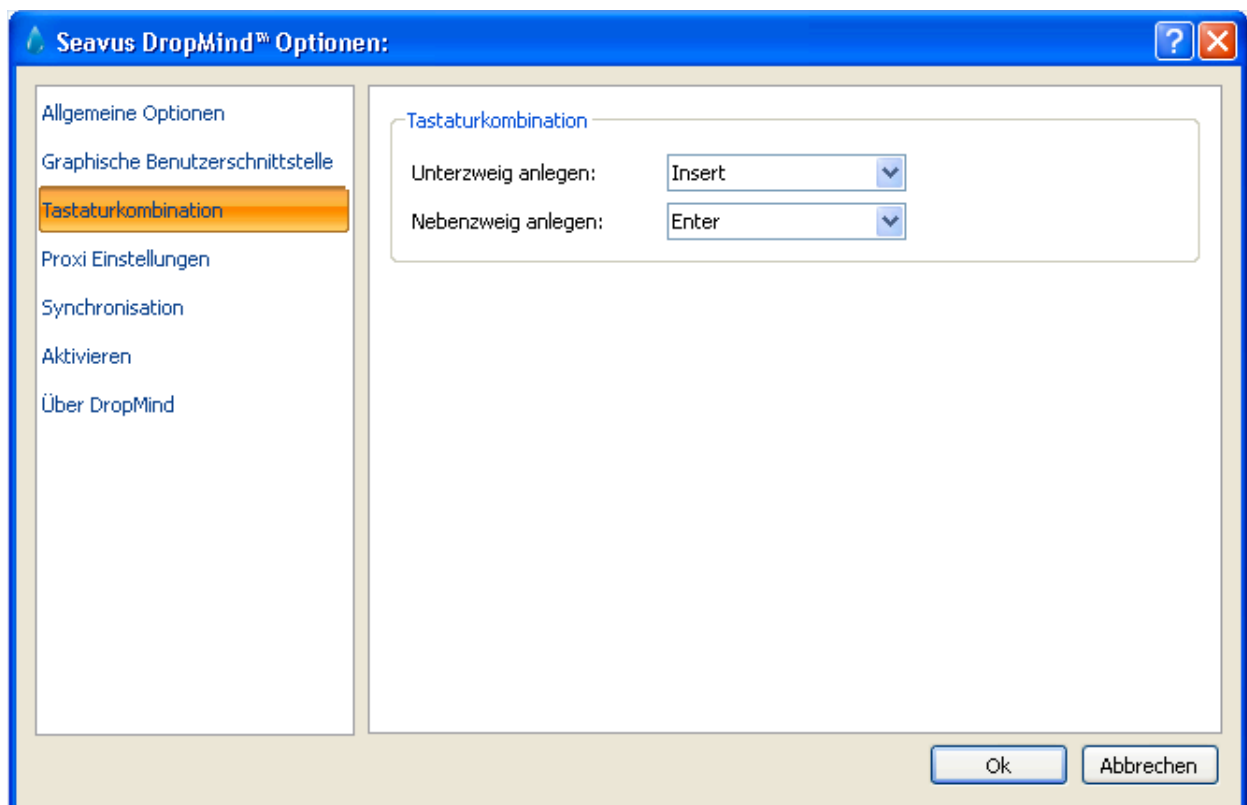 Seavus DropMind™ Optionen:
Allgemeine Optionen
Graphische Benutzerschnittstelle
Tastaturkombination
Proxi Einstellungen
Synchronisation
Aktivieren
Über DropMind
Tastaturkombination
Unterzweig anlegen: Insert
Nebenzweig anlegen: Enter
Ok Abbrechen